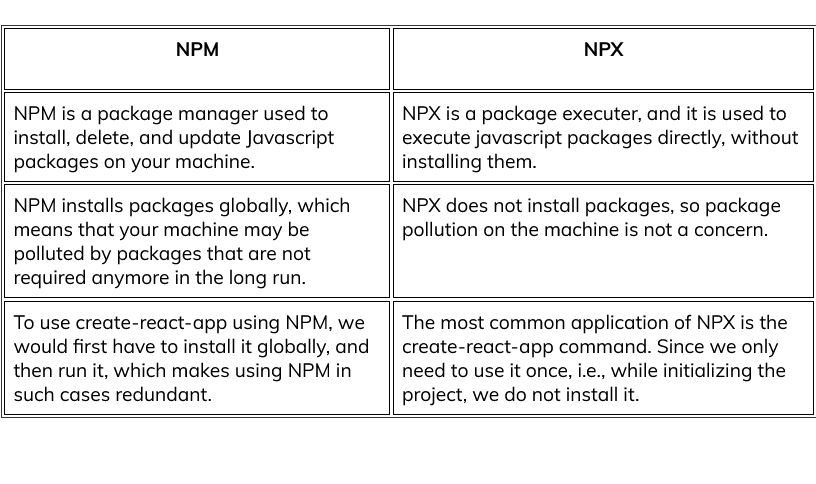 NPM
NPX
NPM is a package manager used to
install, delete, and update Javascript
packages on your machine.
NPX is a package executer, and it is used to
execute javascript packages directly, without
installing them.
NPM installs packages globally, which
means that your machine may be
polluted by packages that are not
required anymore in the long run.
NPX does not install packages, so package
pollution on the machine is not a concern.
To use create-react-app using NPM, we
would first have to install it globally, and
then run it, which makes using NPM in
such cases redundant.
The most common application of NPX is the
create-react-app command. Since we only
need to use it once, i.e., while initializing the
project, we do not install it.